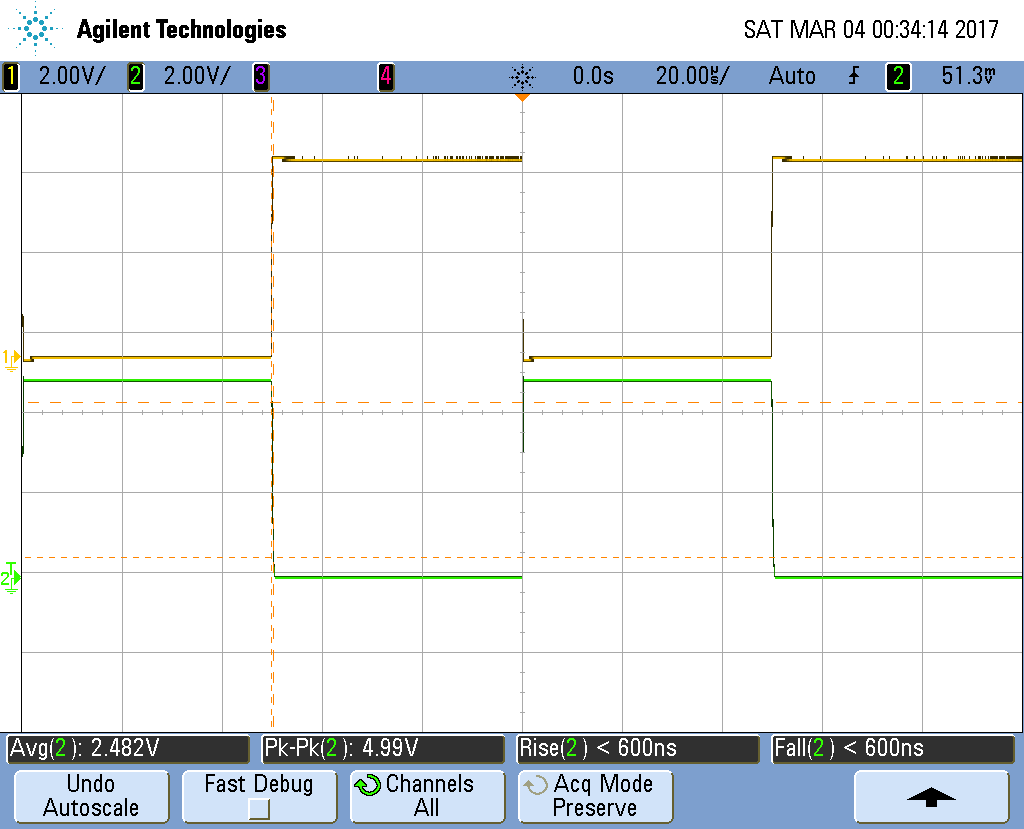 Agilent Technologies
SAT MAR 04 00:34:14 2017
1 2.00V/ 2 2.00V/ 3 4 0.0s 20.00µs/ Auto 2 51.3mV
1
T
2
Avg(2): 2.482V Pk-Pk(2): 4.99V Rise(2) < 600ns Fall(2) < 600ns
Undo Autoscale
Fast Debug
Channels All
Acq Mode Preserve